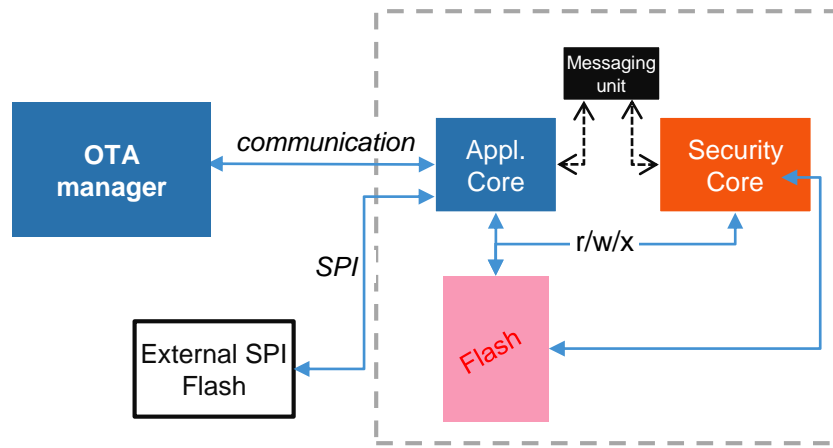 Messaging
unit
OTA
manager
communication
Appl.
Core
Security
Core
r/w/x
SPI
Flash
External SPI
Flash